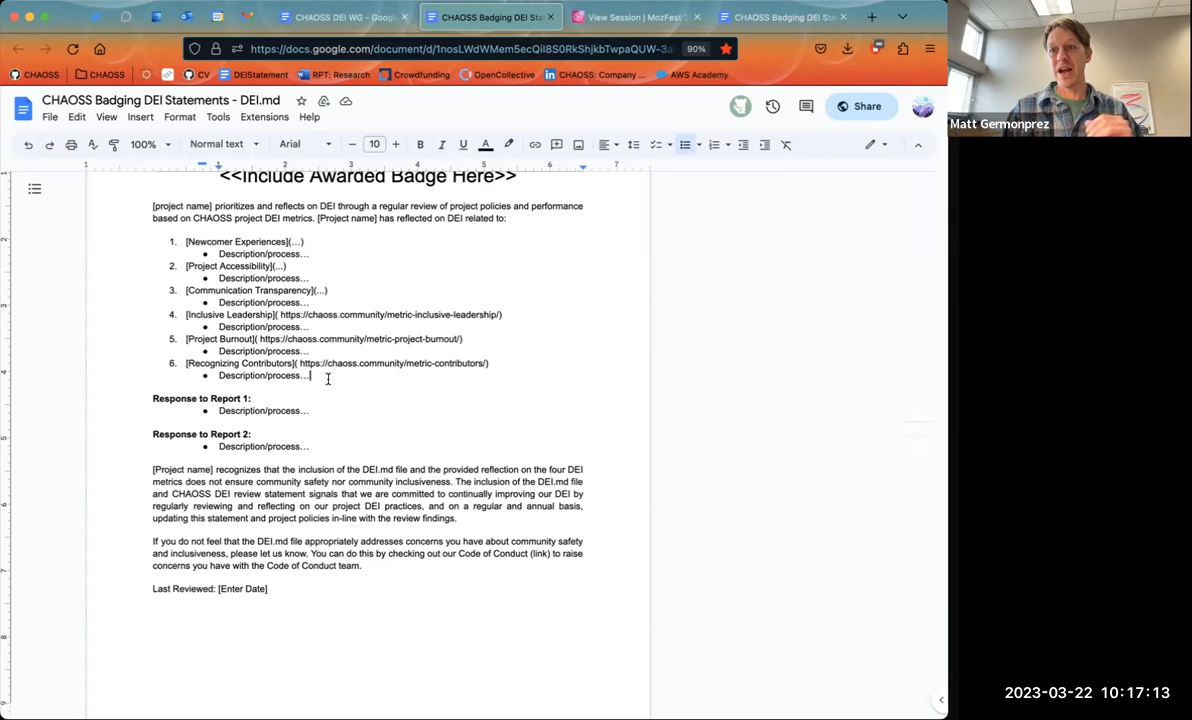 CHAOSS DEI WG - Goog
CHAOSS Badging DEI Sta
View Session | MozFest
CHAOSS Badging DEI Sta
https://docs.google.com/document/d/1nosLWdWMem5ecQiI8S0RkShjkbTwpaQUW-3a
90%
CHAOSS
CHAOSS
CV
DEIStatement
RPT: Research
Crowdfunding
OpenCollective
CHAOSS: Company ...
AWS Academy
CHAOSS Badging DEI Statements - DEI.md
File Edit View Insert Format Tools Extensions Help
Share
100% Normal text Arial 10
1 1 2 3 4 5 6 7
<<Include Awarded Badge Here>>
[project name] prioritizes and reflects on DEI through a regular review of project policies and performance
based on CHAOSS project DEI metrics. [Project name] has reflected on DEI related to:
1. [Newcomer Experiences](…)
● Description/process…
2. [Project Accessibility](...)
● Description/process…
3. [Communication Transparency](...)
● Description/process…
4. [Inclusive Leadership]( https://chaoss.community/metric-inclusive-leadership/)
● Description/process…
5. [Project Burnout]( https://chaoss.community/metric-project-burnout/)
● Description/process…
6. [Recognizing Contributors]( https://chaoss.community/metric-contributors/)
● Description/process…
Response to Report 1:
● Description/process…
Response to Report 2:
● Description/process…
[Project name] recognizes that the inclusion of the DEI.md file and the provided reflection on the four DEI
metrics does not ensure community safety nor community inclusiveness. The inclusion of the DEI.md file
and CHAOSS DEI review statement signals that we are committed to continually improving our DEI by
regularly reviewing and reflecting on our project DEI practices, and on a regular and annual basis,
updating this statement and project policies in-line with the review findings.
If you do not feel that the DEI.md file appropriately addresses concerns you have about community safety
and inclusiveness, please let us know. You can do this by checking out our Code of Conduct (link) to raise
concerns you have with the Code of Conduct team.
Last Reviewed: [Enter Date]
Matt Germonprez
2023-03-22 10:17:13